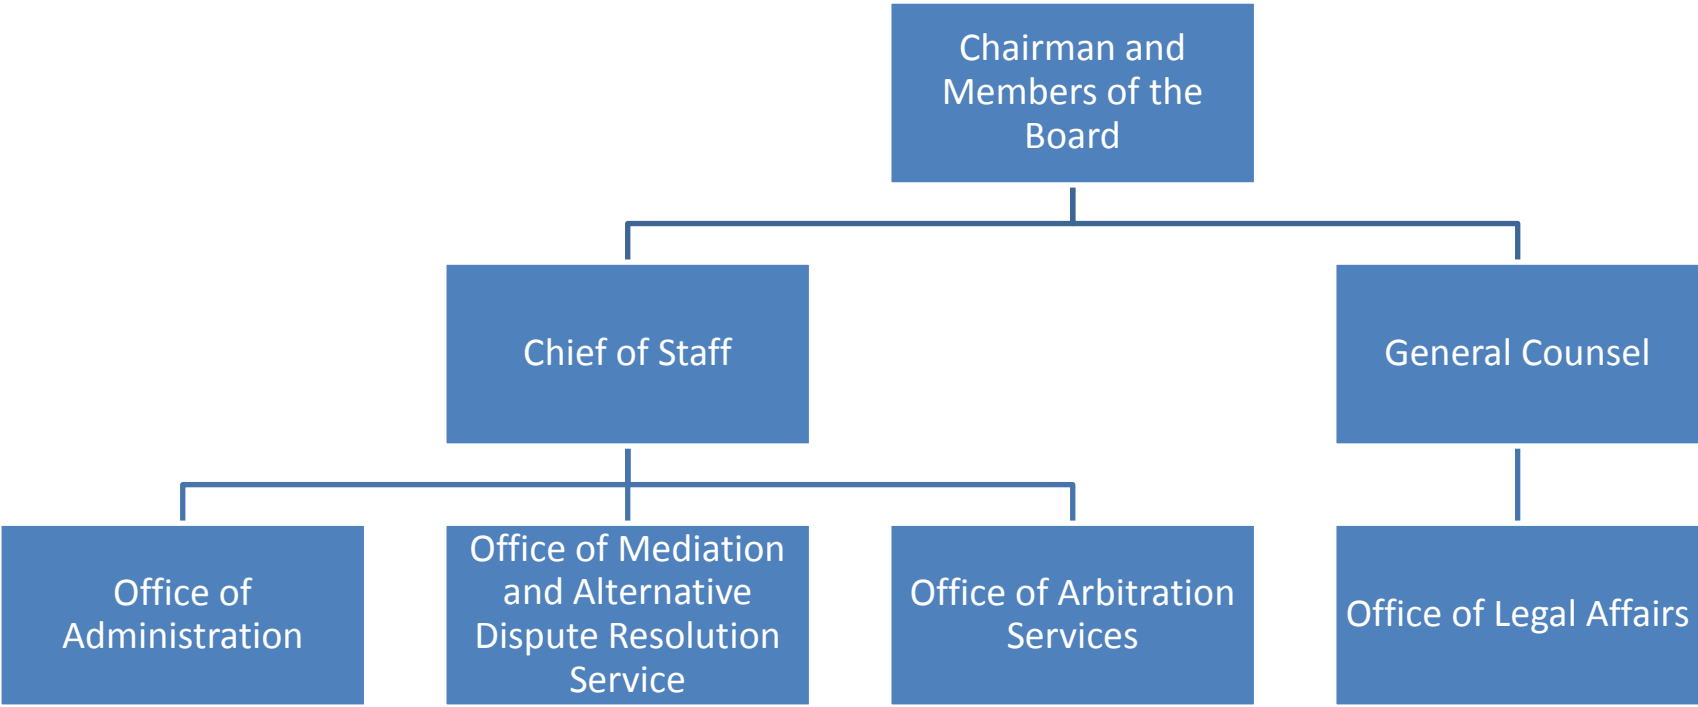 Chairman and
Members of the
Board
Chief of Staff
General Counsel
Office of
Administration
Office of Mediation
and Alternative
Dispute Resolution
Service
Office of Arbitration
Services
Office of Legal Affairs